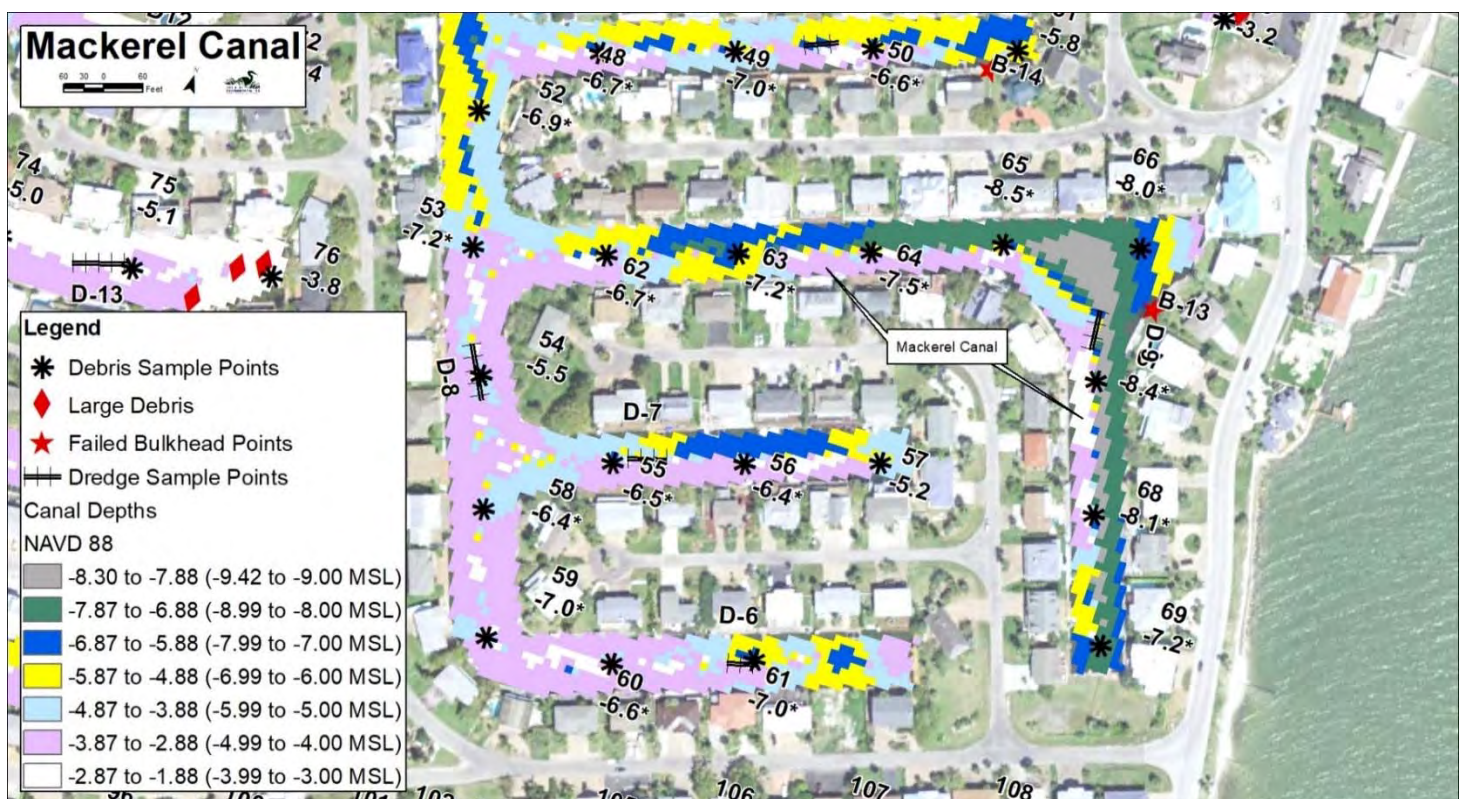 Mackerel Canal
60 30 0 60
Feet
-5.8
-3.2
48
-6.7*
49
-7.0*
50
-6.6*
B-14
52
-6.9*
74
-5.0
75
-5.1
76
-3.8
D-13
53
-7.2*
62
-6.7*
63
-7.2*
64
-7.5*
65
-8.5*
66
-8.0*
B-13
Mackerel Canal
54
-5.5
D-8
D-7
-8.4*
55
-6.5*
56
-6.4*
57
-5.2
58
-6.4*
59
-7.0*
D-6
60
-6.6*
61
-7.0*
68
-8.1*
69
-7.2*
106
107
108
Legend
Debris Sample Points
Large Debris
Failed Bulkhead Points
Dredge Sample Points
Canal Depths
NAVD 88
-8.30 to -7.88 (-9.42 to -9.00 MSL)
-7.87 to -6.88 (-8.99 to -8.00 MSL)
-6.87 to -5.88 (-7.99 to -7.00 MSL)
-5.87 to -4.88 (-6.99 to -6.00 MSL)
-4.87 to -3.88 (-5.99 to -5.00 MSL)
-3.87 to -2.88 (-4.99 to -4.00 MSL)
-2.87 to -1.88 (-3.99 to -3.00 MSL)